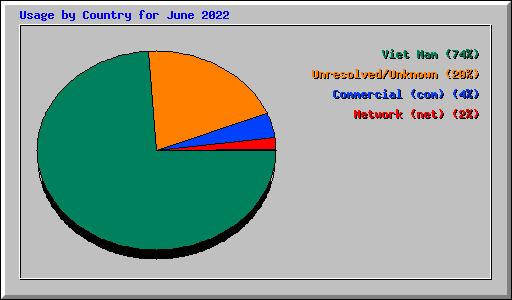 Usage by Country for June 2022
Viet Nam (74%)
Unresolved/Unknown (20%)
Commercial (com) (4%)
Network (net) (2%)